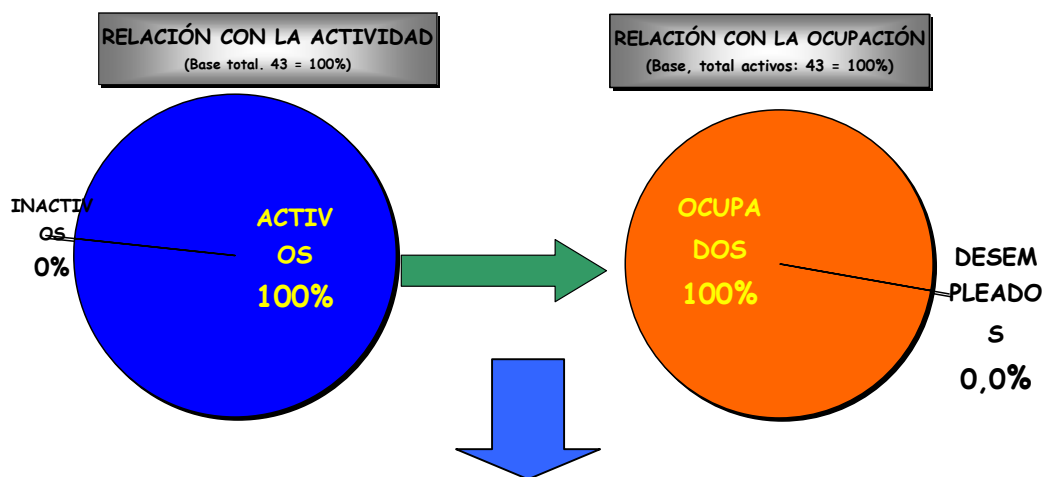 RELACIÓN CON LA ACTIVIDAD
(Base total. 43 = 100%)
INACTIV
OS
0%
ACTIV
OS
100%
RELACIÓN CON LA OCUPACIÓN
(Base, total activos: 43 = 100%)
OCUPA
DOS
100%
DESEM
PLEADO
S
0,0%